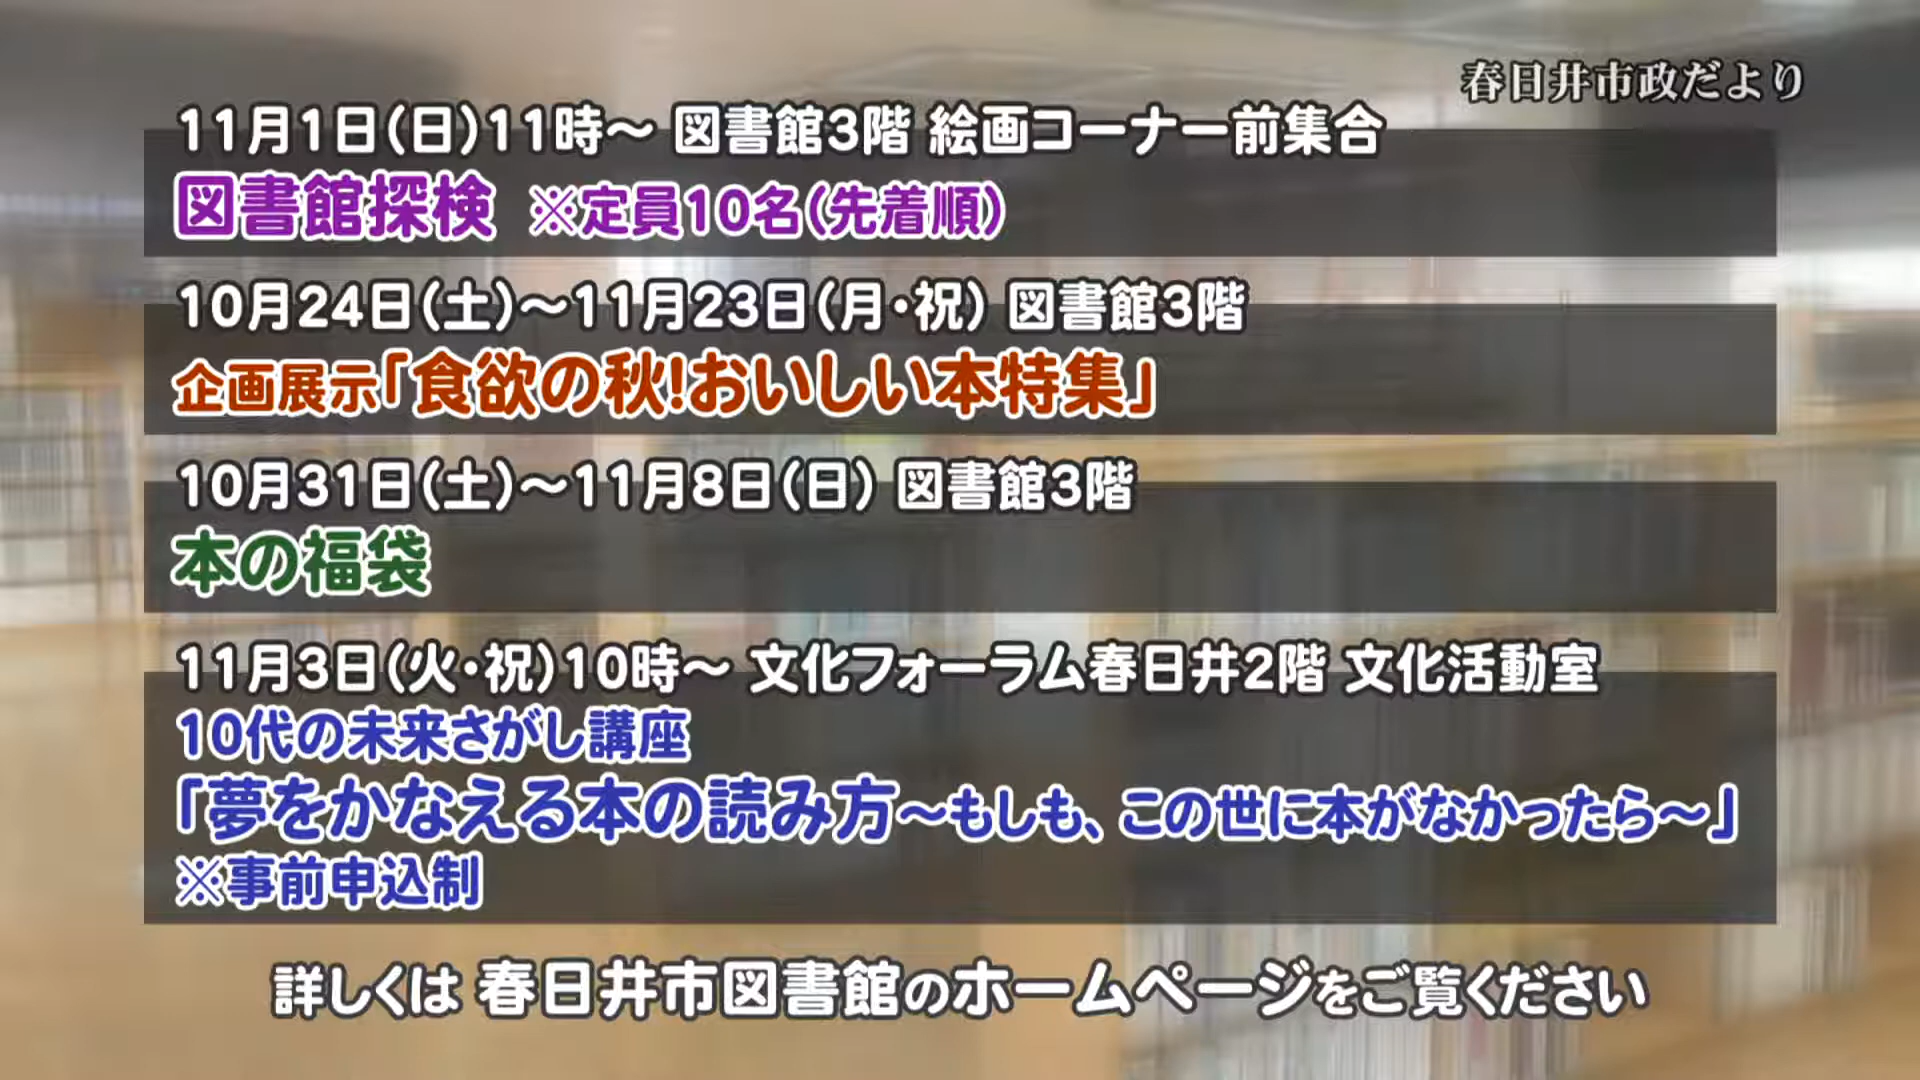 春日井市政だより
11月1日(日)11時～ 図書館3階 絵画コーナー前集合
図書館探検 ※定員10名(先着順)
10月24日(土)～11月23日(月・祝) 図書館3階
企画展示「食欲の秋!おいしい本特集」
10月31日(土)～11月8日(日) 図書館3階
本の福袋
11月3日(火・祝)10時～ 文化フォーラム春日井2階 文化活動室
10代の未来さがし講座
「夢をかなえる本の読み方～もしも、この世に本がなかったら～」
※事前申込制
詳しくは 春日井市図書館のホームページをご覧ください